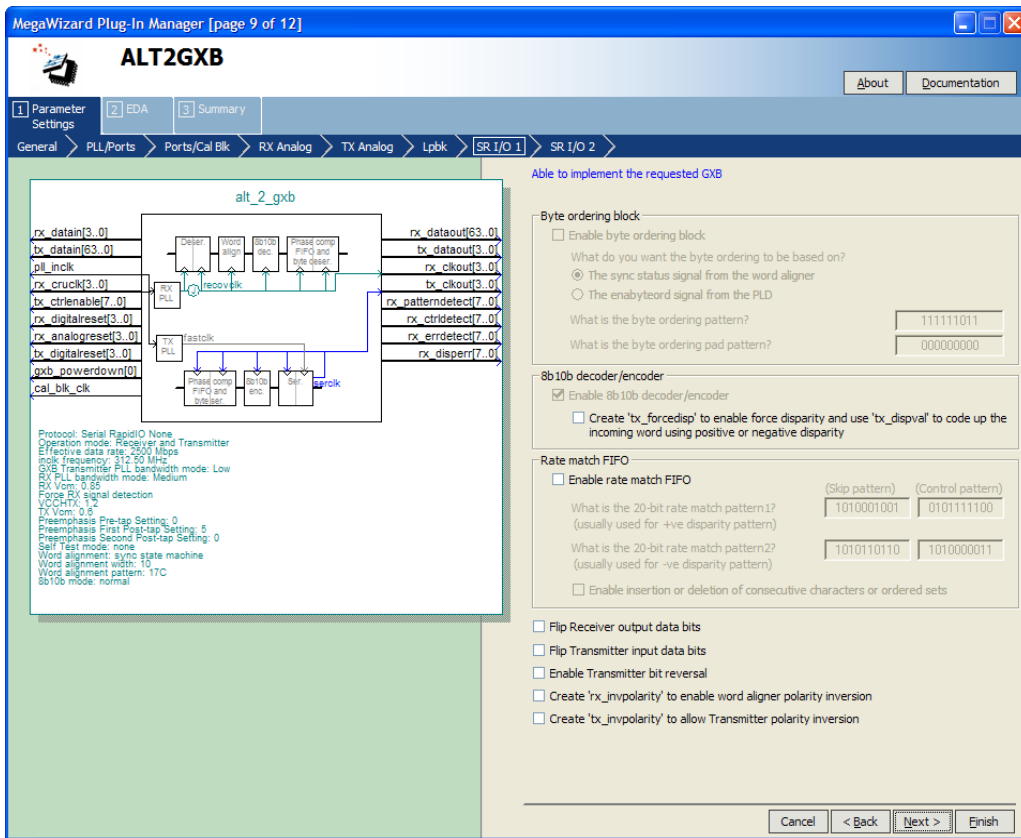 MegaWizard Plug-In Manager [page 9 of 12]
ALT2GXB
About
Documentation
1 Parameter Settings
2 EDA
3 Summary
General
PLL/Ports
Ports/Cal Blk
RX Analog
TX Analog
Lpbk
SR I/O 1
SR I/O 2
alt_2_gxb
rx_datain[3..0]
tx_datain[63..0]
pll_inclk
rx_cruclk[3..0]
tx_ctrlenable[7..0]
rx_digitalreset[3..0]
rx_analogreset[3..0]
tx_digitalreset[3..0]
gxb_powerdown[0]
cal_blk_clk
Deser.
Word align
8b10b dec.
Phase comp FIFO and byte deser.
RX PLL
recovclk
TX PLL
fastclk
Phase comp FIFO and byte ser.
8b10b enc.
Ser.
serclk
rx_dataout[63..0]
tx_dataout[3..0]
rx_clkout[3..0]
tx_clkout[3..0]
rx_patterndetect[7..0]
rx_ctrldetect[7..0]
rx_errdetect[7..0]
rx_disperr[7..0]
Protocol: Serial RapidIO None
Operation mode: Receiver and Transmitter
Effective data rate: 2500 Mbps
inclk frequency: 312.50 MHz
GXB Transmitter PLL bandwidth mode: Low
RX PLL bandwidth mode: Medium
RX Vcm: 0.85
Force RX signal detection
VCCHTX: 1.2
TX Vcm: 0.6
Preemphasis Pre-tap Setting: 0
Preemphasis First Post-tap Setting: 5
Preemphasis Second Post-tap Setting: 0
Self Test mode: none
Word alignment: sync state machine
Word alignment width: 10
Word alignment pattern: 17C
8b10b mode: normal
Able to implement the requested GXB
Byte ordering block
Enable byte ordering block
What do you want the byte ordering to be based on?
The sync status signal from the word aligner
The enabyteord signal from the PLD
What is the byte ordering pattern?
111111011
What is the byte ordering pad pattern?
000000000
8b10b decoder/encoder
Enable 8b10b decoder/encoder
Create 'tx_forcedisp' to enable force disparity and use 'tx_dispval' to code up the
incoming word using positive or negative disparity
Rate match FIFO
Enable rate match FIFO
(Skip pattern) (Control pattern)
What is the 20-bit rate match pattern1? 1010001001 0101111100
(usually used for +ve disparity pattern)
What is the 20-bit rate match pattern2? 1010110110 1010000011
(usually used for -ve disparity pattern)
Enable insertion or deletion of consecutive characters or ordered sets
Flip Receiver output data bits
Flip Transmitter input data bits
Enable Transmitter bit reversal
Create 'rx_invpolarity' to enable word aligner polarity inversion
Create 'tx_invpolarity' to allow Transmitter polarity inversion
Cancel
< Back
Next >
Finish